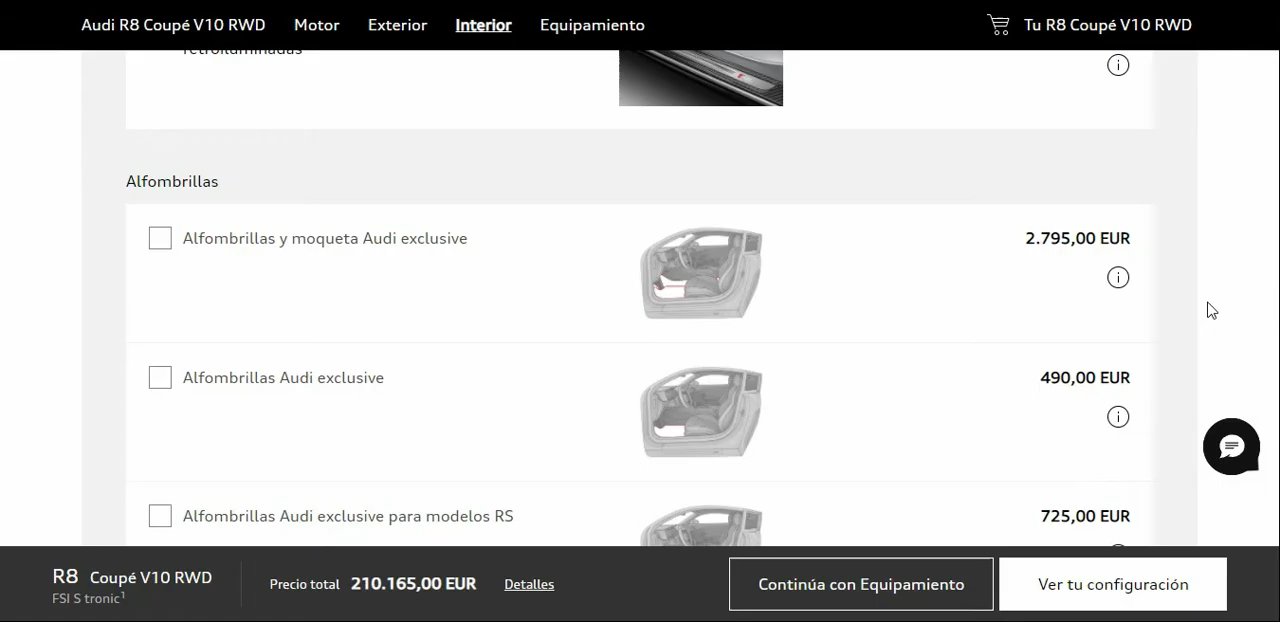 Audi R8 Coupé V10 RWD Motor Exterior Interior Equipamiento Tu R8 Coupé V10 RWD
retroiluminadas
Alfombrillas
Alfombrillas y moqueta Audi exclusive 2.795,00 EUR
Alfombrillas Audi exclusive 490,00 EUR
Alfombrillas Audi exclusive para modelos RS 725,00 EUR
R8 Coupé V10 RWD
FSI S tronic¹
Precio total 210.165,00 EUR Detalles
Continúa con Equipamiento
Ver tu configuración